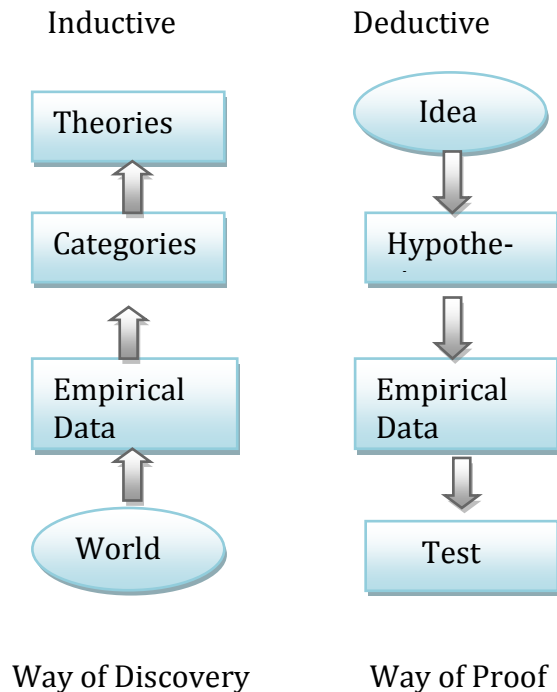 Inductive
Deductive
Theories
Categories
Empirical
Data
World
Way of Discovery
Idea
Hypothe-
Empirical
Data
Test
Way of Proof